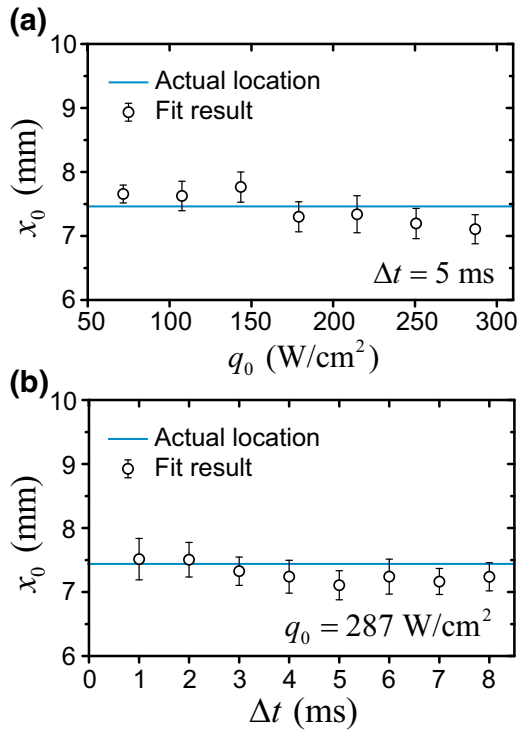 (a)
10
9
8
7
6
x₀ (mm)
Actual location
Fit result
Δt = 5 ms
50 100 150 200 250 300
q₀ (W/cm²)
(b)
10
9
8
7
6
x₀ (mm)
Actual location
Fit result
q₀ = 287 W/cm²
0 1 2 3 4 5 6 7 8
Δt (ms)